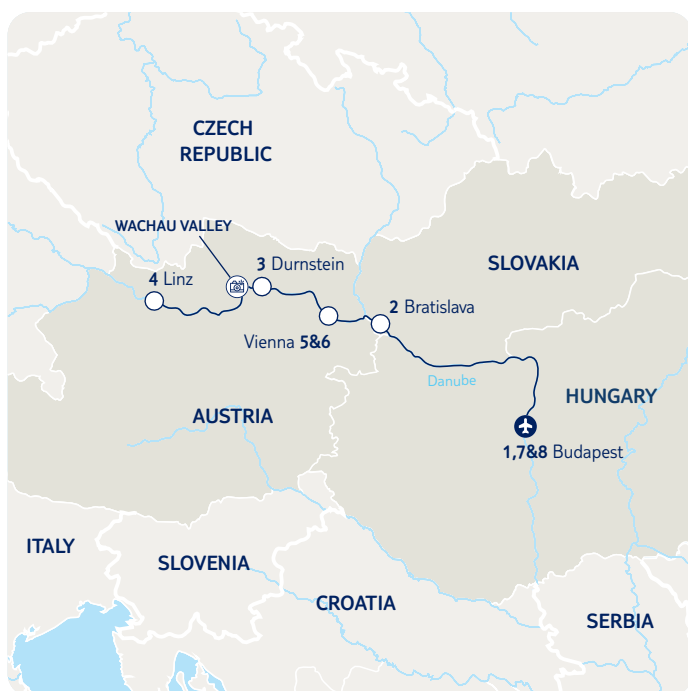 CZECH
REPUBLIC
WACHAU VALLEY
3 Durnstein
4 Linz
SLOVAKIA
2 Bratislava
Vienna 5&6
Danube
HUNGARY
AUSTRIA
1,7&8 Budapest
ITALY
SLOVENIA
CROATIA
SERBIA